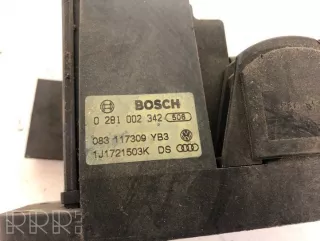 BOSCH
0 281 002 342 508
083 117309 YB3
1J1721503K DS
RRR